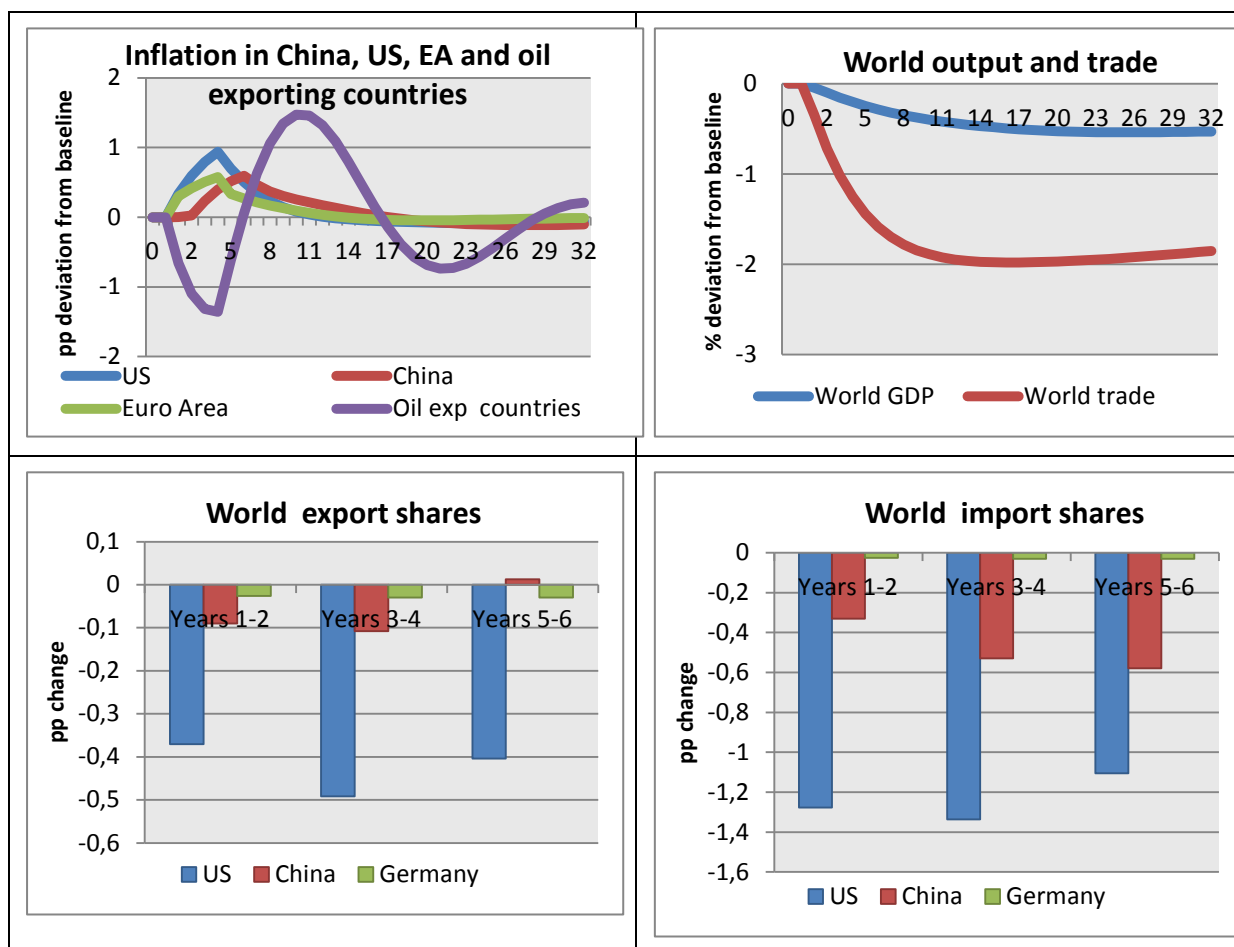 Inflation in China, US, EA and oil
exporting countries
pp deviation from baseline
2
1
0
-1
-2
0 2 5 8 11 14 17 20 23 26 29 32
US China
Euro Area Oil exp countries
World output and trade
% deviation from baseline
0
-1
-2
-3
0 2 5 8 11 14 17 20 23 26 29 32
World GDP World trade
World export shares
pp change
0,1
0
-0,1
-0,2
-0,3
-0,4
-0,5
-0,6
Years 1-2 Years 3-4 Years 5-6
US China Germany
World import shares
pp change
0
-0,2
-0,4
-0,6
-0,8
-1
-1,2
-1,4
-1,6
Years 1-2 Years 3-4 Years 5-6
US China Germany